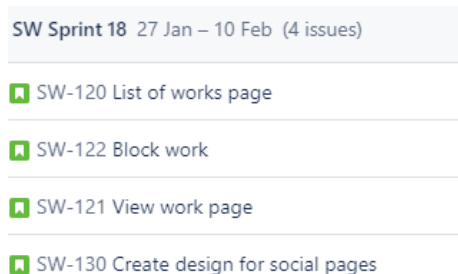 SW Sprint 18 27 Jan – 10 Feb (4 issues)
SW-120 List of works page
SW-122 Block work
SW-121 View work page
SW-130 Create design for social pages